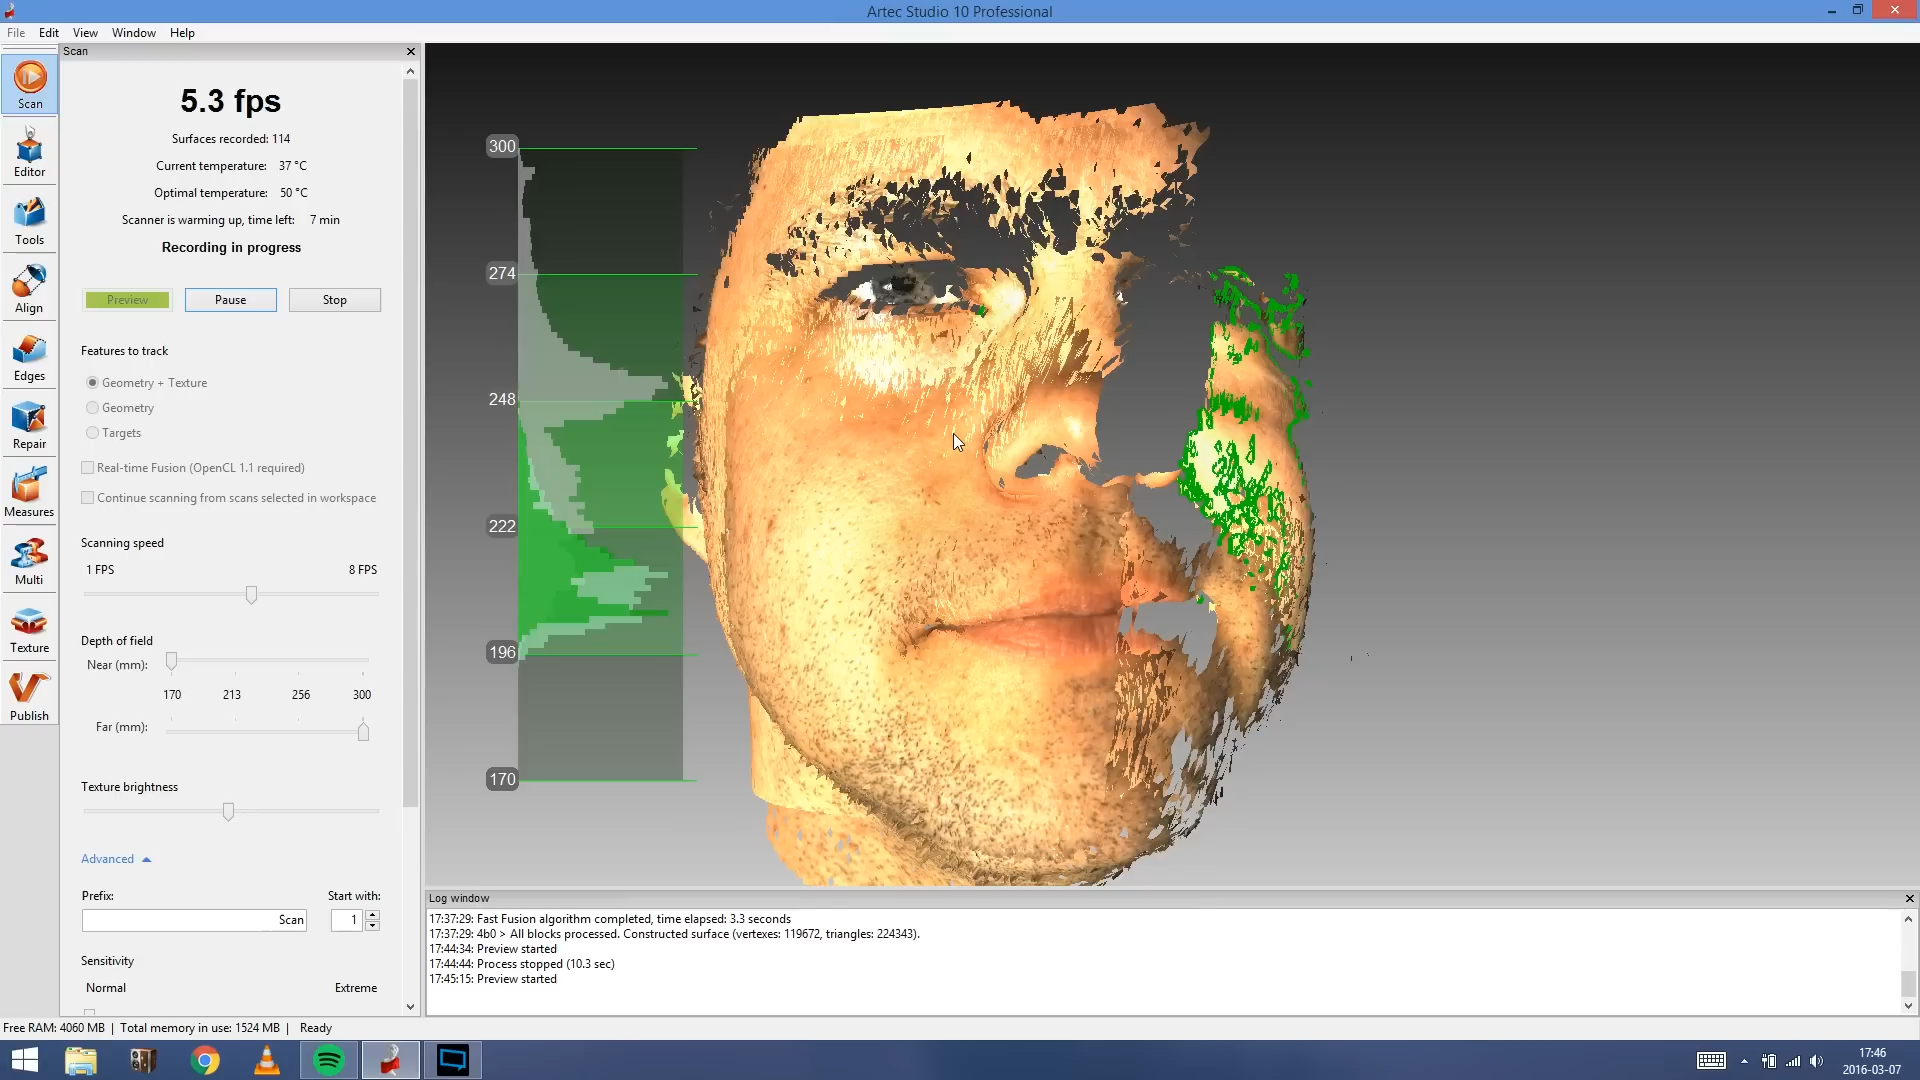 Artec Studio 10 Professional
File Edit View Window Help
Scan
Scan
Editor
Tools
Align
Edges
Repair
Measures
Multi
Texture
Publish
5.3 fps
Surfaces recorded: 114
Current temperature: 37 °C
Optimal temperature: 50 °C
Scanner is warming up, time left: 7 min
Recording in progress
Preview Pause Stop
Features to track
Geometry + Texture
Geometry
Targets
Real-time Fusion (OpenCL 1.1 required)
Continue scanning from scans selected in workspace
Scanning speed
1 FPS 8 FPS
Depth of field
Near (mm):
170 213 256 300
Far (mm):
Texture brightness
Advanced
Prefix: Start with:
Scan 1
Sensitivity
Normal Extreme
300
274
248
222
196
170
Log window
17:37:29: Fast Fusion algorithm completed, time elapsed: 3.3 seconds
17:37:29: 4b0 > All blocks processed. Constructed surface (vertexes: 119672, triangles: 224343).
17:44:34: Preview started
17:44:44: Process stopped (10.3 sec)
17:45:15: Preview started
Free RAM: 4060 MB | Total memory in use: 1524 MB | Ready
17:46
2016-03-07